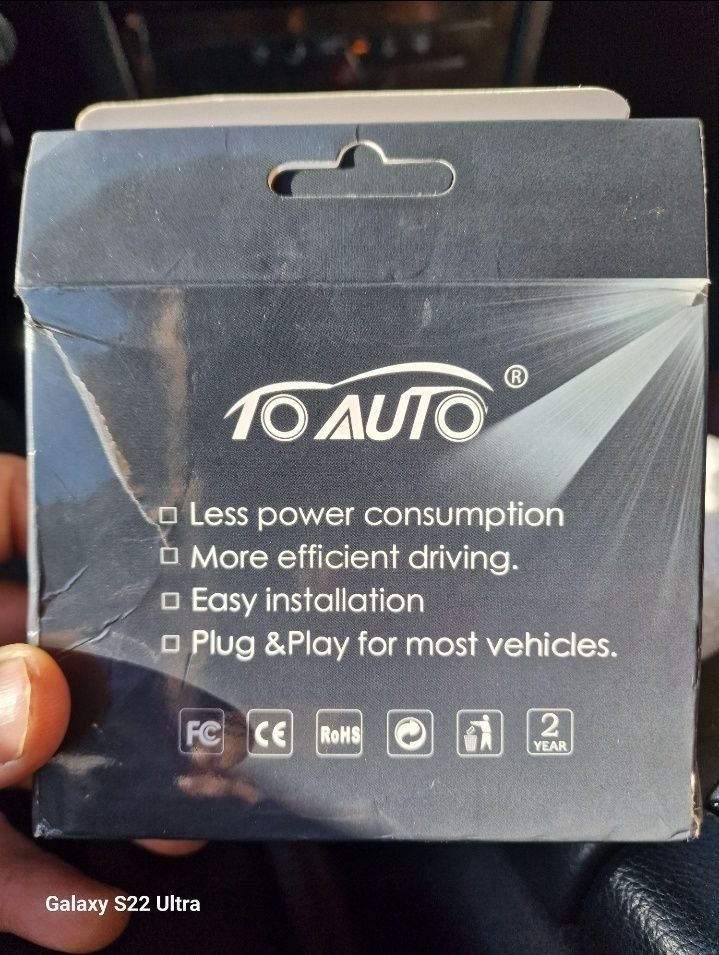 TO AUTO ®
Less power consumption
More efficient driving.
Easy installation
Plug &Play for most vehicles.
FC CE RoHS 2 YEAR
Galaxy S22 Ultra